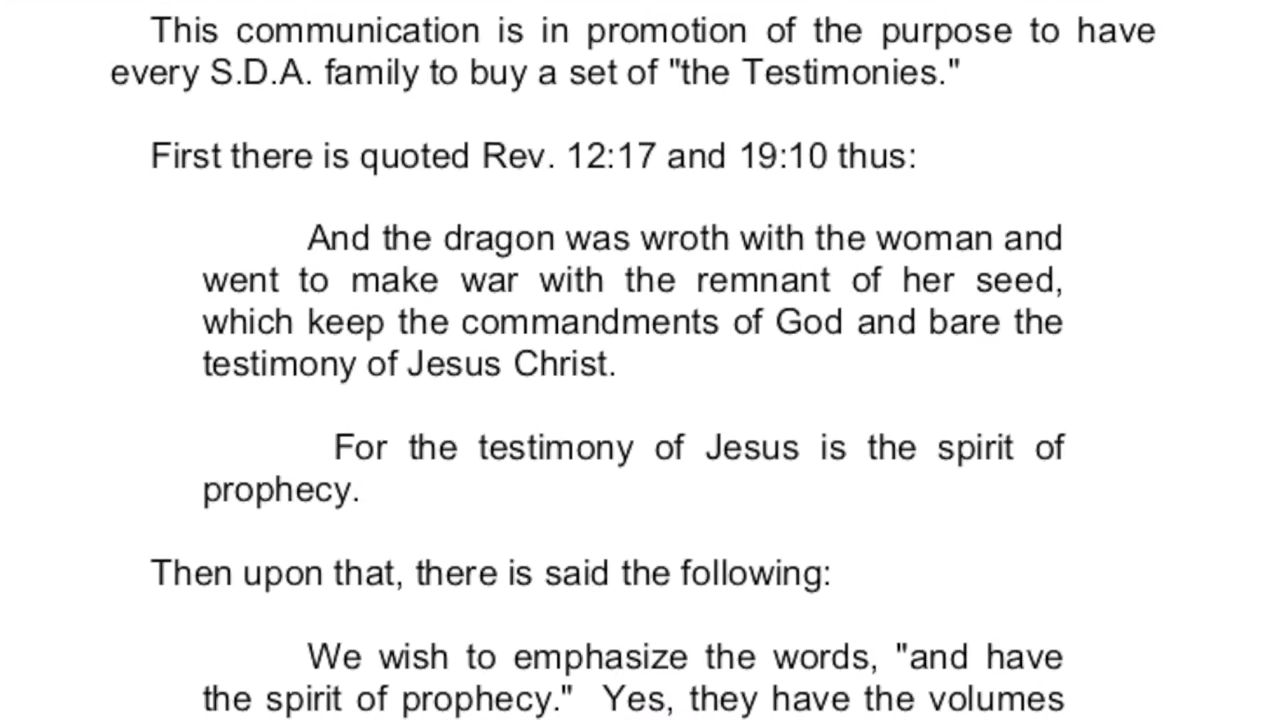 This communication is in promotion of the purpose to have
every S.D.A. family to buy a set of "the Testimonies."
First there is quoted Rev. 12:17 and 19:10 thus:
And the dragon was wroth with the woman and
went to make war with the remnant of her seed,
which keep the commandments of God and bare the
testimony of Jesus Christ.
For the testimony of Jesus is the spirit of
prophecy.
Then upon that, there is said the following:
We wish to emphasize the words, "and have
the spirit of prophecy." Yes, they have the volumes